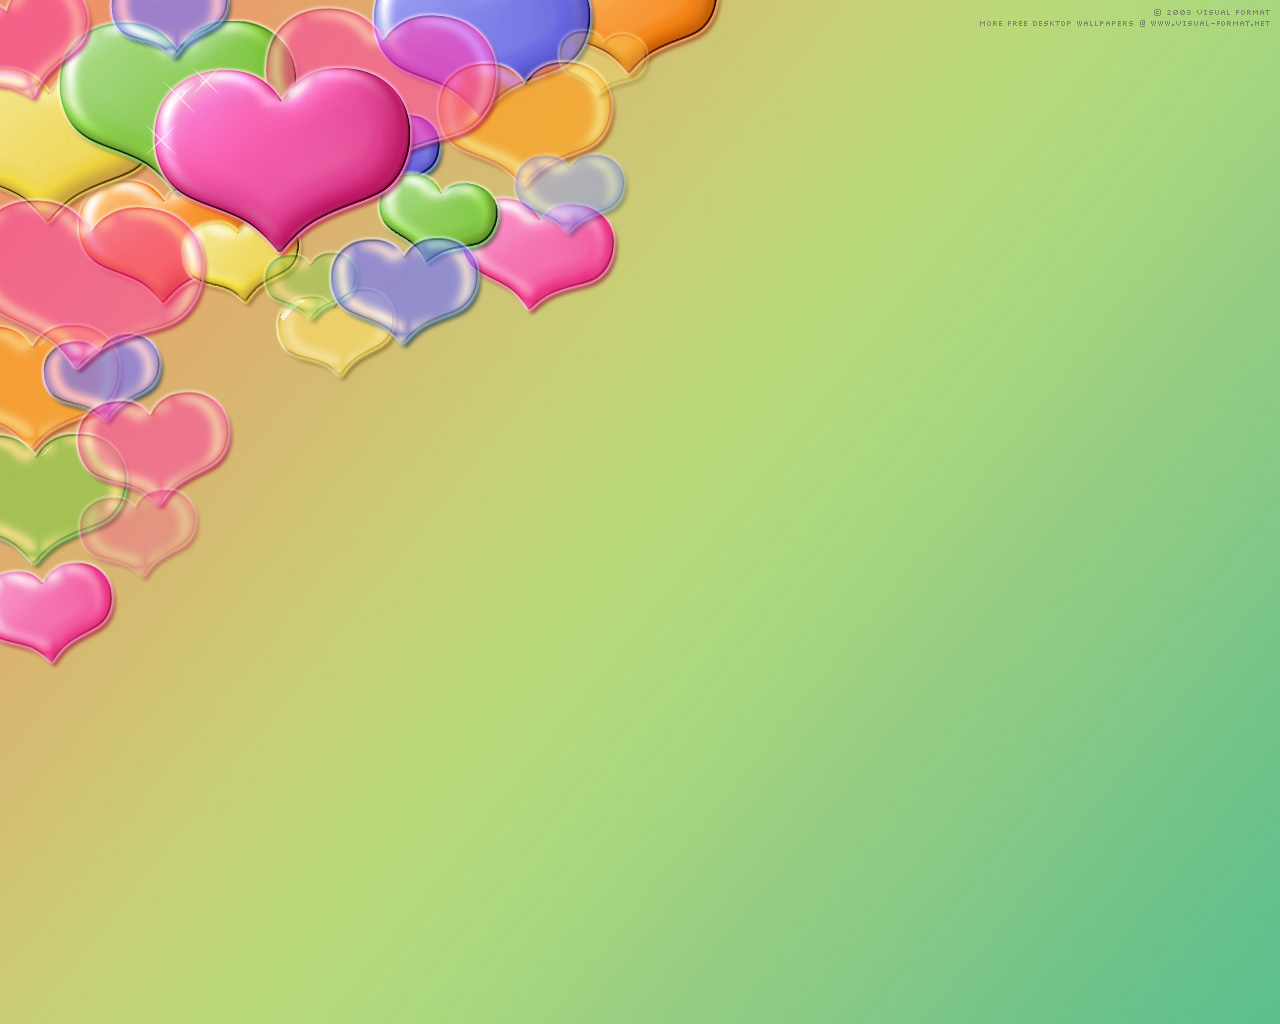 © 2003 VISUAL FORMAT
MORE FREE DESKTOP WALLPAPERS @ WWW.VISUAL-FORMAT.NET